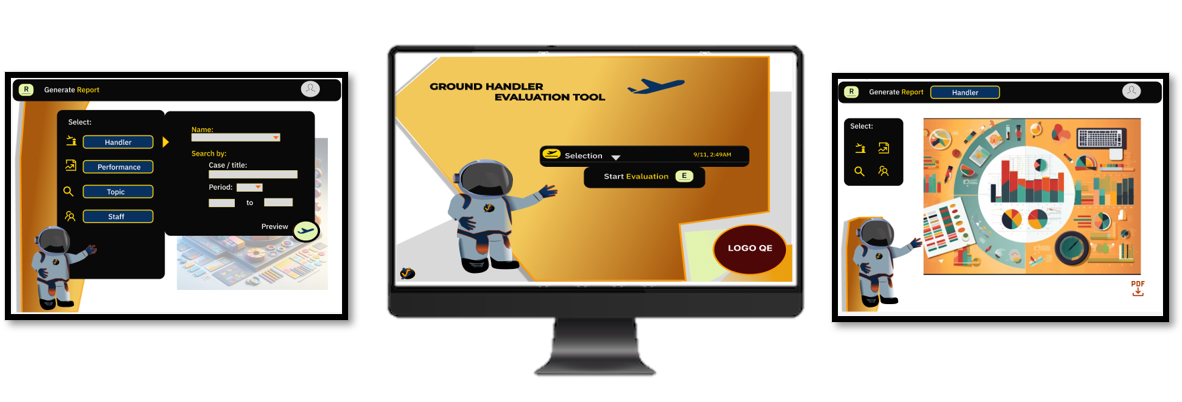 R Generate Report
Select:
Handler
Performance
Topic
Staff
Name:
Search by:
Case / title:
Period:
to
Preview
GROUND HANDLER
EVALUATION TOOL
Selection 9/11, 2:49AM
Start Evaluation E
LOGO QE
R Generate Report Handler
Select:
PDF